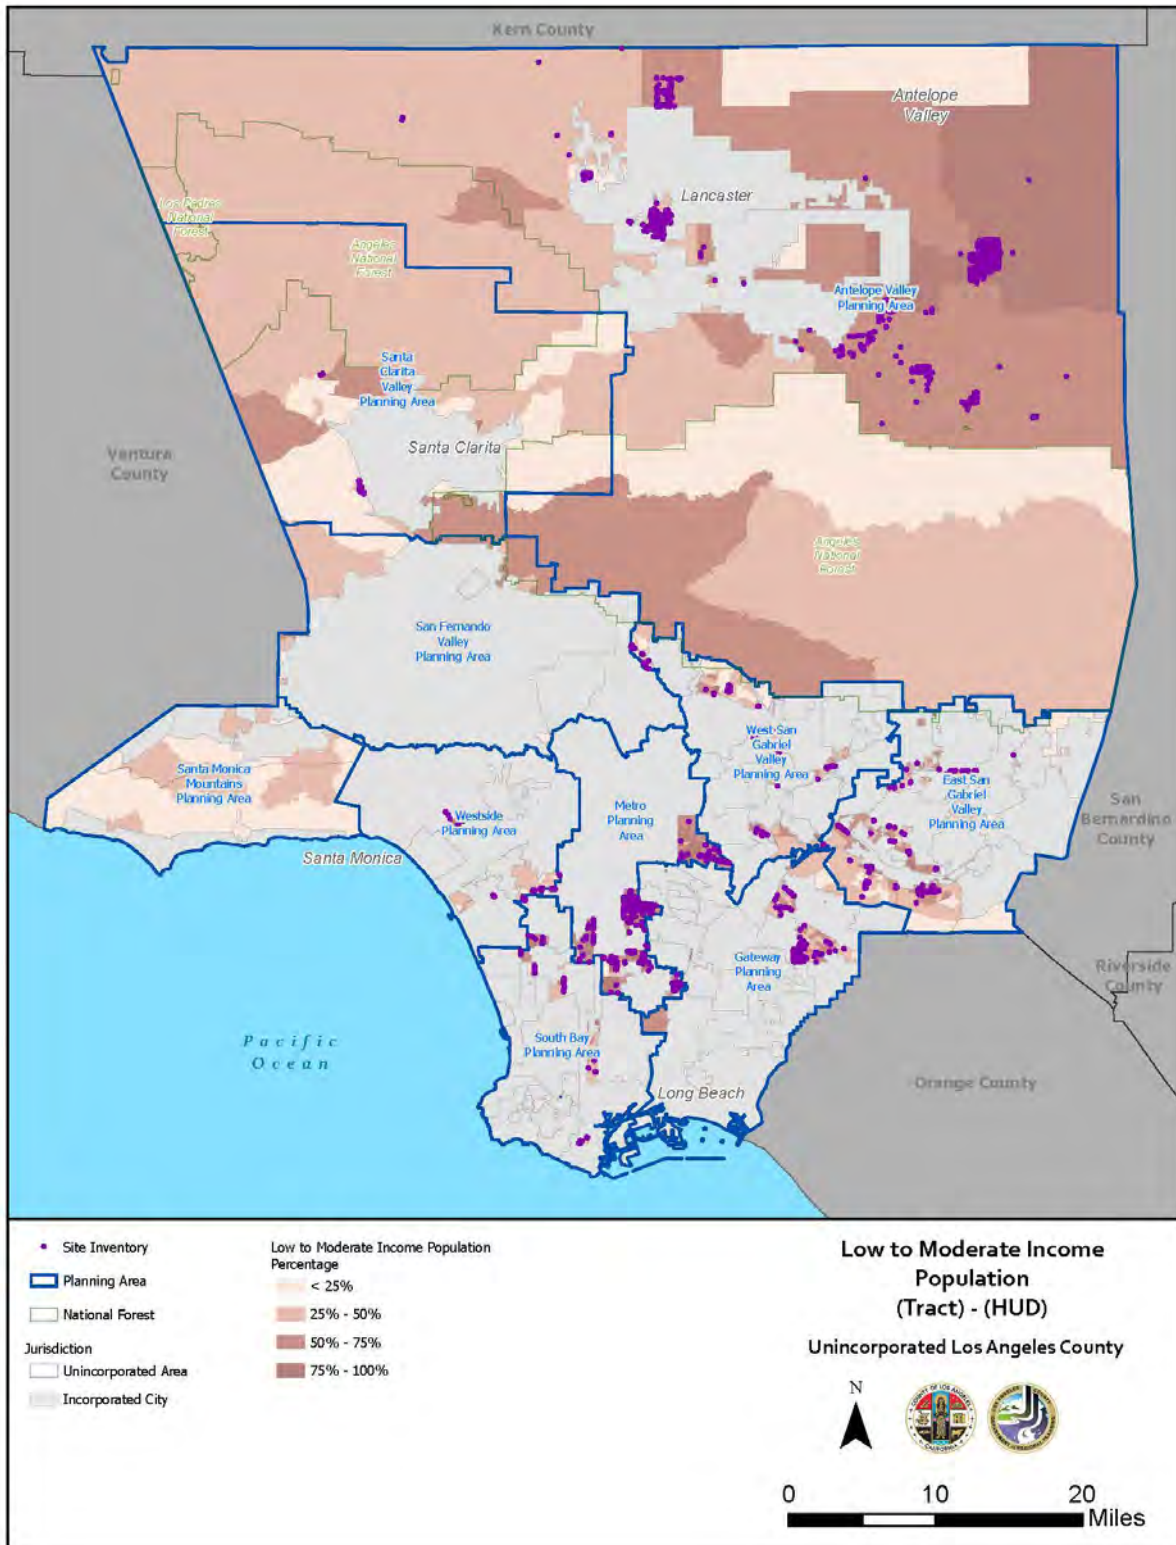 Kern County
Antelope
Valley
Lancaster
Los Padres
National
Forest
Angeles
National
Forest
Antelope Valley
Planning Area
Santa
Clarita
Valley
Planning Area
Santa Clarita
Ventura
County
Angeles
National
Forest
San Fernando
Valley
Planning Area
West San
Gabriel
Valley
Planning Area
Santa Monica
Mountains
Planning Area
East San
Gabriel
Valley
Planning Area
Metro
Planning
Area
Westside
Planning Area
San
Bernardino
County
Santa Monica
Gateway
Planning
Area
Riverside
County
South Bay
Planning Area
Pacific
Ocean
Long Beach
Orange County
Site Inventory
Planning Area
National Forest
Jurisdiction
Unincorporated Area
Incorporated City
Low to Moderate Income Population
Percentage
< 25%
25% - 50%
50% - 75%
75% - 100%
Low to Moderate Income
Population
(Tract) - (HUD)
Unincorporated Los Angeles County
N
COUNTY OF LOS ANGELES
CALIFORNIA
0 10 20
Miles